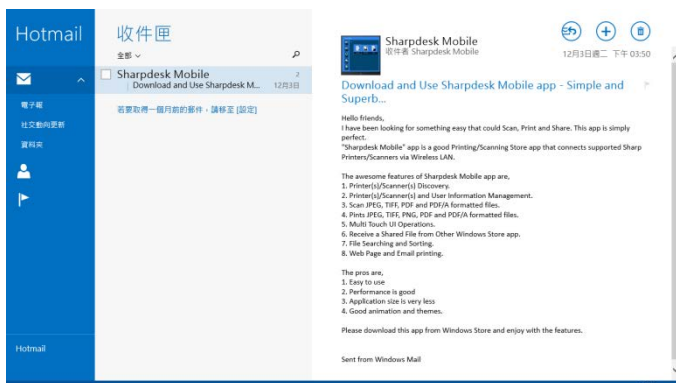 Hotmail
電子報
社交動向更新
資料夾
Hotmail
收件匣
全部
Sharpdesk Mobile 2
Download and Use Sharpdesk M... 12月3日
若要取得一個月前的郵件，請移至 [設定]
Sharpdesk Mobile
收件者 Sharpdesk Mobile
12月3日週二 下午 03:50
Download and Use Sharpdesk Mobile app - Simple and
Superb...
Hello friends,
I have been looking for something easy that could Scan, Print and Share. This app is simply
perfect.
"Sharpdesk Mobile" app is a good Printing/Scanning Store app that connects supported Sharp
Printers/Scanners via Wireless LAN.
The awesome features of Sharpdesk Mobile app are,
1. Printer(s)/Scanner(s) Discovery.
2. Printer(s)/Scanner(s) and User Information Management.
3. Scan JPEG, TIFF, PDF and PDF/A formatted files.
4. Pints JPEG, TIFF, PNG, PDF and PDF/A formatted files.
5. Multi Touch UI Operations.
6. Receive a Shared File from Other Windows Store app.
7. File Searching and Sorting.
8. Web Page and Email printing.
The pros are,
1. Easy to use
2. Performance is good
3. Application size is very less
4. Good animation and themes.
Please download this app from Windows Store and enjoy with the features.
Sent from Windows Mail